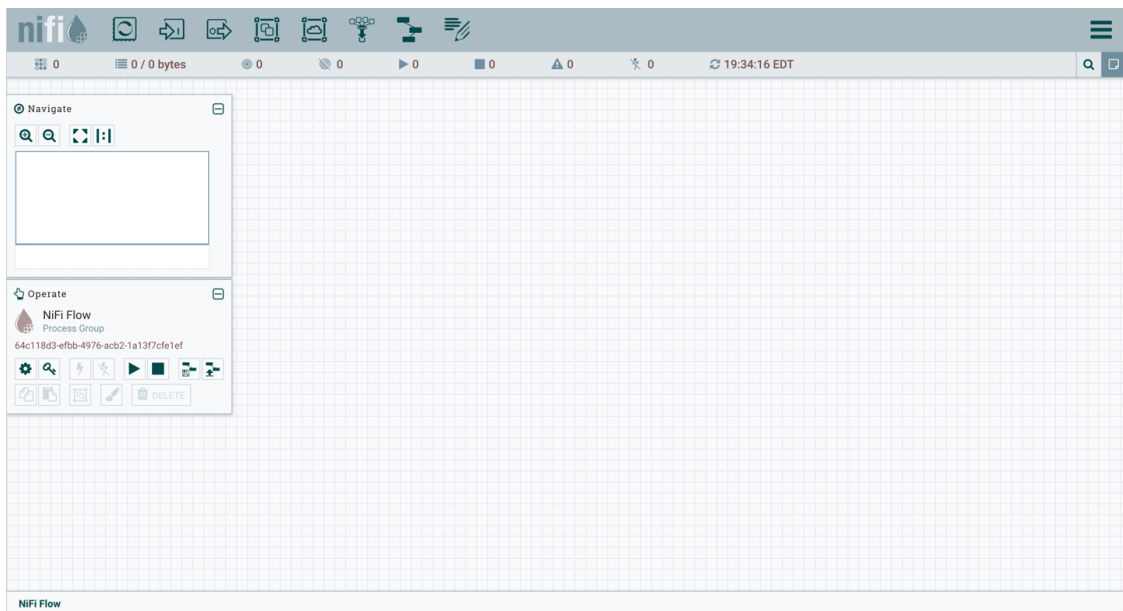 nifi
0
0 / 0 bytes
0
0
0
0
0
0
19:34:16 EDT
Navigate
Operate
NiFi Flow
Process Group
64c118d3-efbb-4976-acb2-1a13f7cfe1ef
DELETE
NiFi Flow